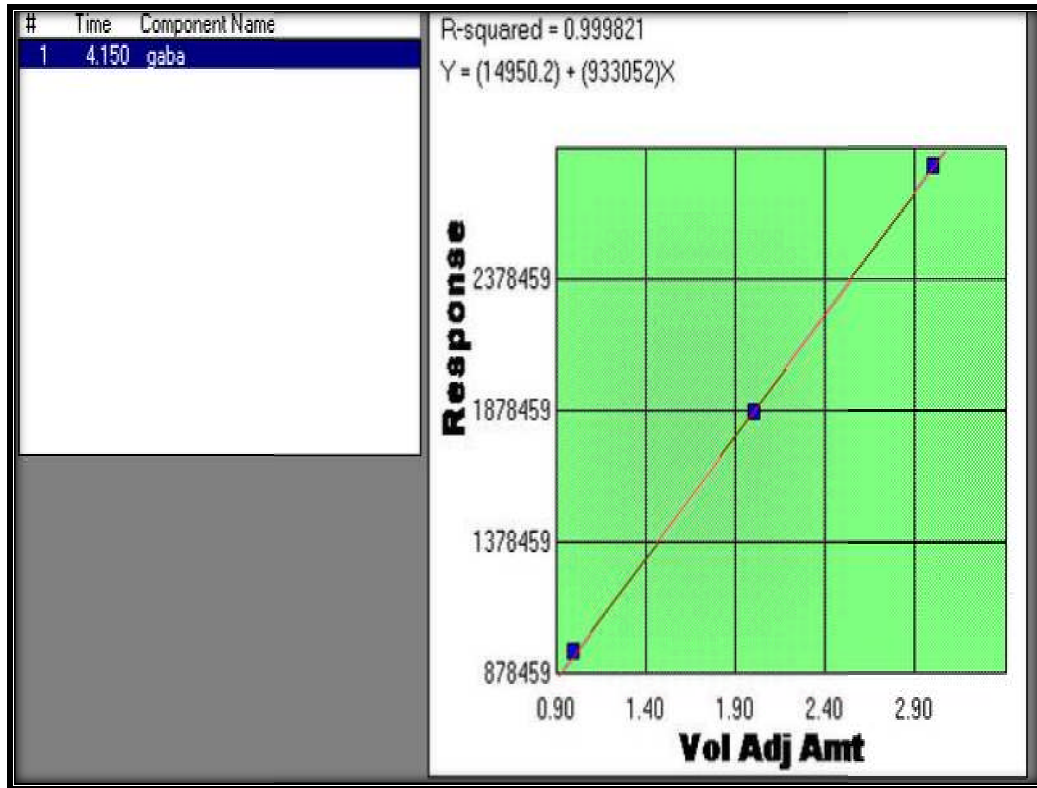 # Time Component Name
1 4.150 gaba
R-squared = 0.999821
Y = (14950.2) + (933052)X
Response
2378459
1878459
1378459
878459
0.90 1.40 1.90 2.40 2.90
Vol Adj Amt